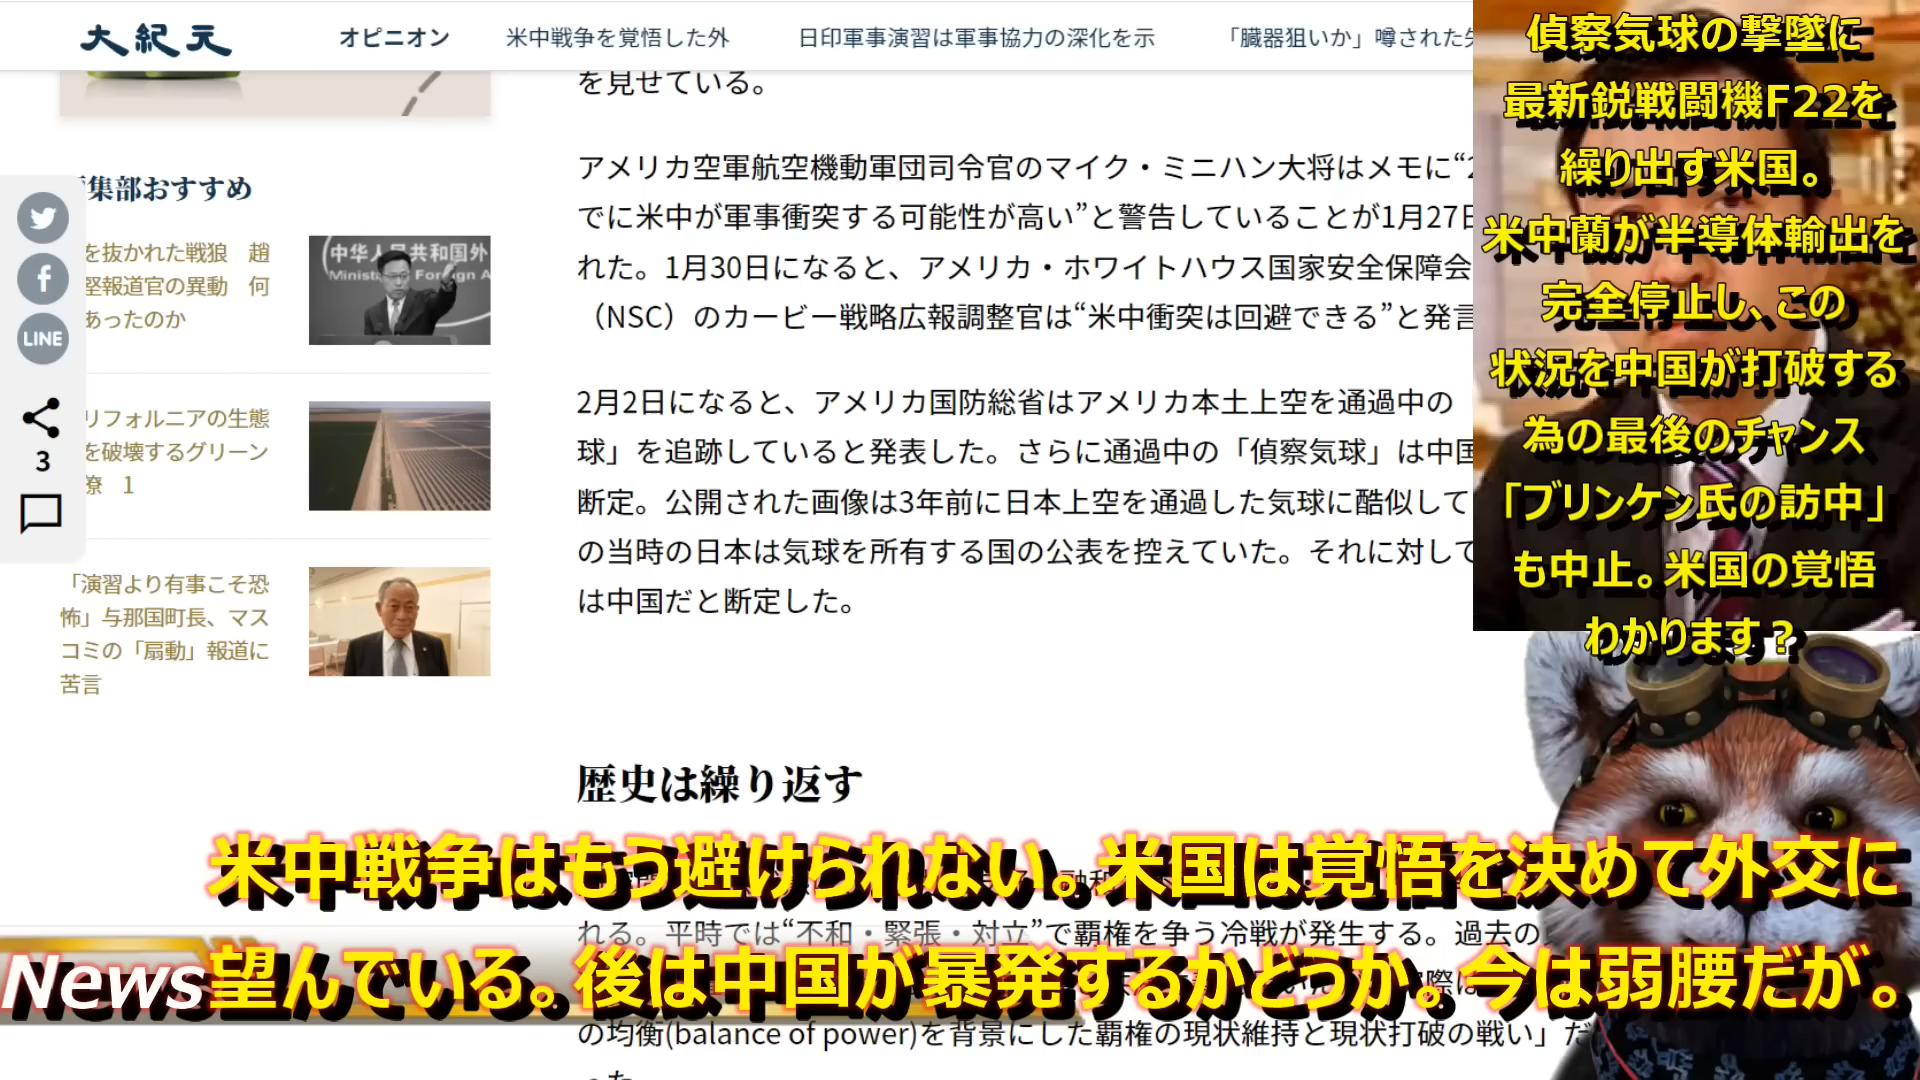 大紀元
オピニオン
米中戦争を覚悟した外
日印軍事演習は軍事協力の深化を示
「臓器狙いか」噂された失
を見せている。
集部おすすめ
を抜かれた戦狼　趙
堅報道官の異動　何
あったのか
中华人民共和国外
Ministry of Foreign A
リフォルニアの生態
を破壊するグリーン
寮　1
「演習より有事こそ恐
怖」与那国町長、マス
コミの「扇動」報道に
苦言
LINE
3
アメリカ空軍航空機動軍団司令官のマイク・ミニハン大将はメモに“2
でに米中が軍事衝突する可能性が高い”と警告していることが1月27日
れた。1月30日になると、アメリカ・ホワイトハウス国家安全保障会
（NSC）のカービー戦略広報調整官は“米中衝突は回避できる”と発言
2月2日になると、アメリカ国防総省はアメリカ本土上空を通過中の
球」を追跡していると発表した。さらに通過中の「偵察気球」は中国
断定。公開された画像は3年前に日本上空を通過した気球に酷似して
の当時の日本は気球を所有する国の公表を控えていた。それに対して
は中国だと断定した。
歴史は繰り返す
れる。平時では“不和・緊張・対立”で覇権を争う冷戦が発生する。過去の
の均衡(balance of power)を背景にした覇権の現状維持と現状打破の戦い」だ
った
偵察気球の撃墜に
最新鋭戦闘機F22を
繰り出す米国。
米中蘭が半導体輸出を
完全停止し、この
状況を中国が打破する
為の最後のチャンス
「ブリンケン氏の訪中」
も中止。米国の覚悟
わかります？
米中戦争はもう避けられない。米国は覚悟を決めて外交に
News
望んでいる。後は中国が暴発するかどうか。今は弱腰だが。